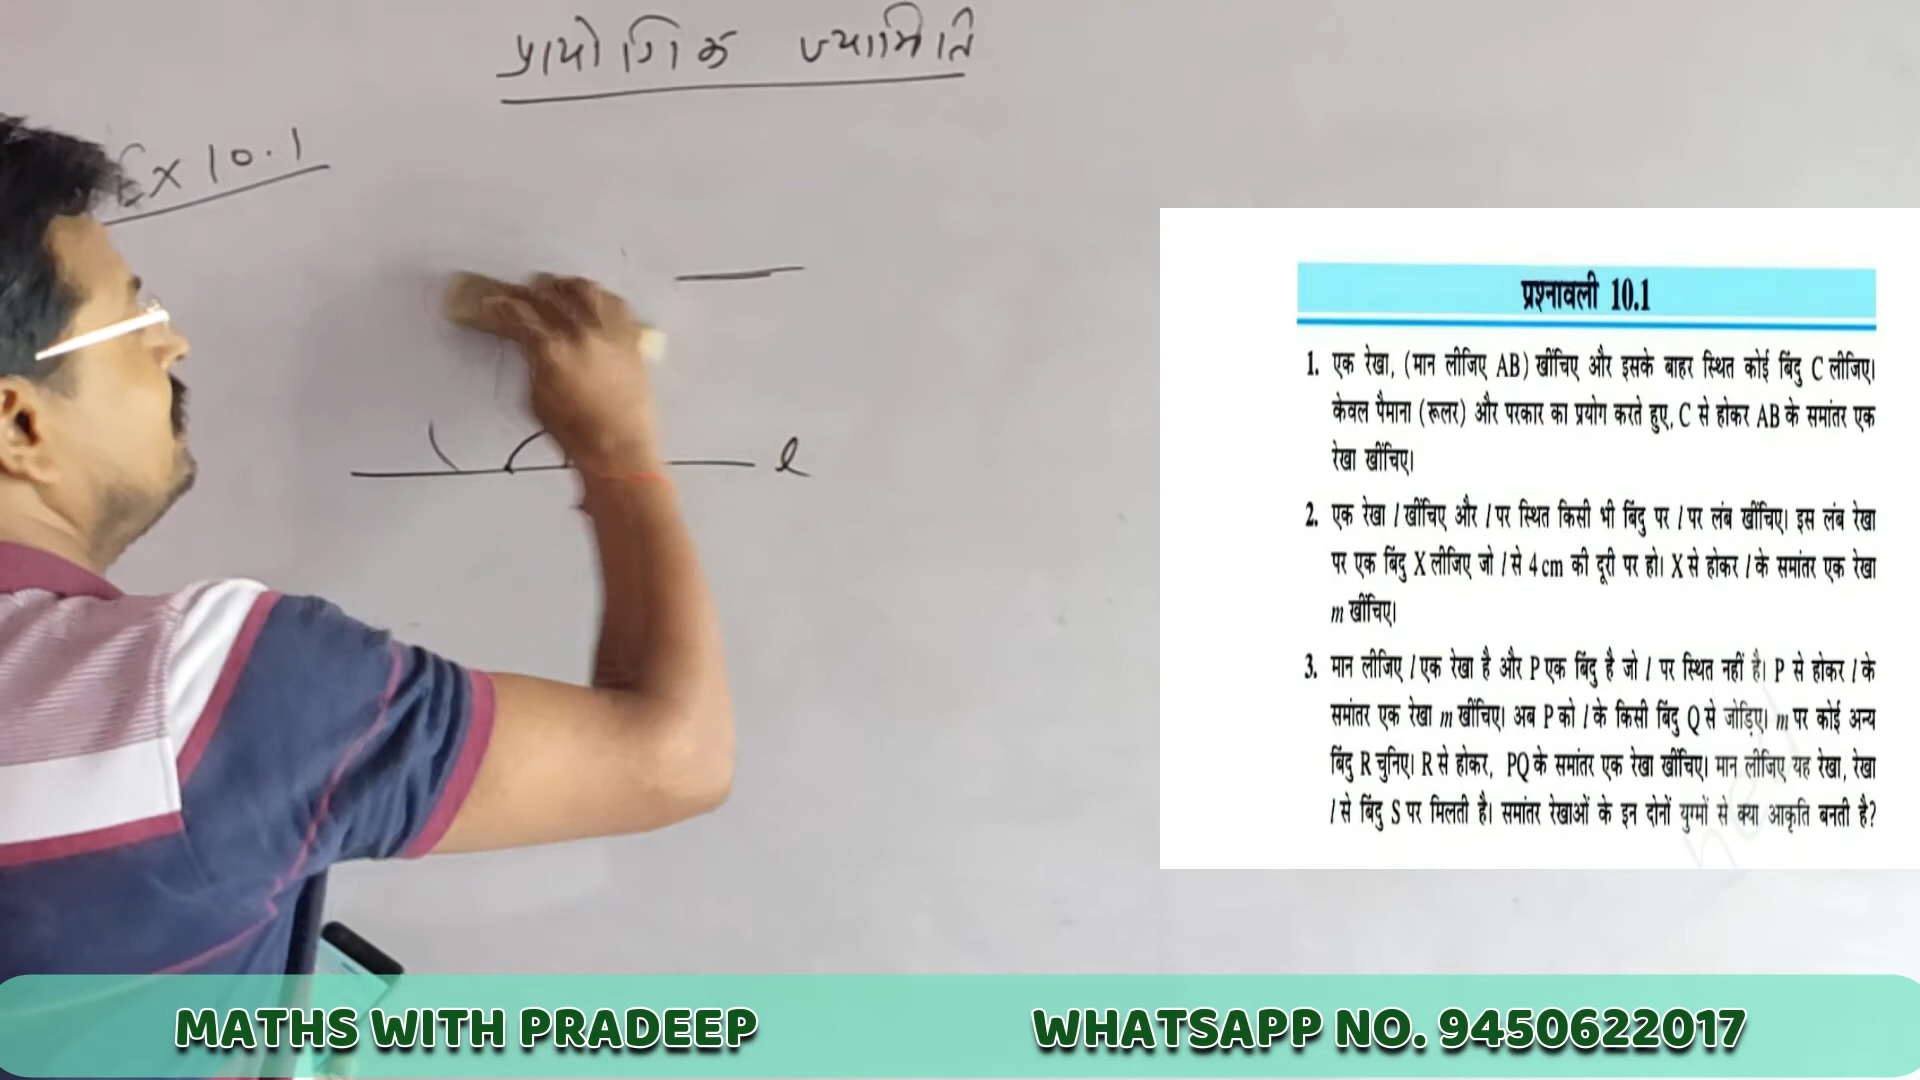 प्रायोगिक ज्यामिति
Ex 10.1
l
प्रश्नावली 10.1
1. एक रेखा, (मान लीजिए AB) खींचिए और इसके बाहर स्थित कोई बिंदु C लीजिए।
केवल पैमाना (रूलर) और परकार का प्रयोग करते हुए, C से होकर AB के समांतर एक
रेखा खींचिए।
2. एक रेखा l खींचिए और l पर स्थित किसी भी बिंदु पर l पर लंब खींचिए। इस लंब रेखा
पर एक बिंदु X लीजिए जो l से 4 cm की दूरी पर हो। X से होकर l के समांतर एक रेखा
m खींचिए।
3. मान लीजिए l एक रेखा है और P एक बिंदु है जो l पर स्थित नहीं है। P से होकर l के
समांतर एक रेखा m खींचिए। अब P को l के किसी बिंदु Q से जोड़िए। m पर कोई अन्य
बिंदु R चुनिए। R से होकर, PQ के समांतर एक रेखा खींचिए। मान लीजिए यह रेखा, रेखा
l से बिंदु S पर मिलती है। समांतर रेखाओं के इन दोनों युग्मों से क्या आकृति बनती है?
MATHS WITH PRADEEP WHATSAPP NO. 9450622017